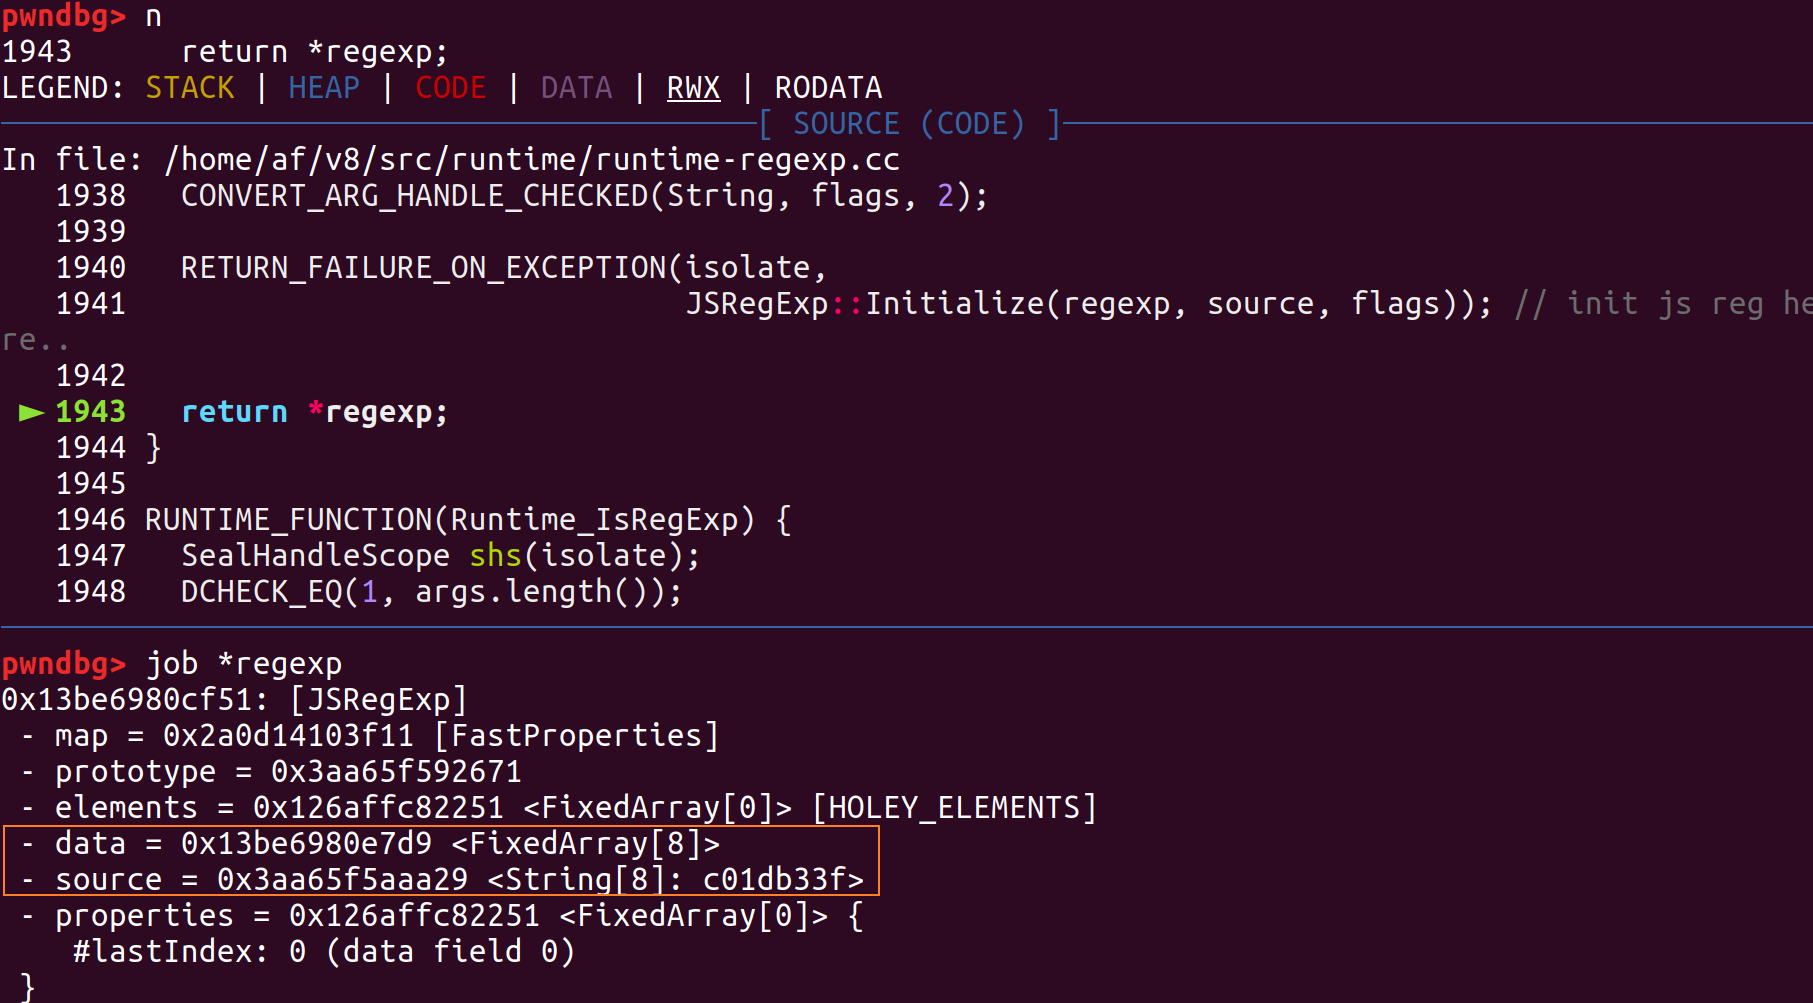 pwndbg> n
1943      return *regexp;
LEGEND: STACK | HEAP | CODE | DATA | RWX | RODATA
[ SOURCE (CODE) ]
In file: /home/af/v8/src/runtime/runtime-regexp.cc
   1938   CONVERT_ARG_HANDLE_CHECKED(String, flags, 2);
   1939
   1940   RETURN_FAILURE_ON_EXCEPTION(isolate,
   1941                               JSRegExp::Initialize(regexp, source, flags)); // init js reg he
re..
   1942
 ► 1943   return *regexp;
   1944 }
   1945
   1946 RUNTIME_FUNCTION(Runtime_IsRegExp) {
   1947   SealHandleScope shs(isolate);
   1948   DCHECK_EQ(1, args.length());
pwndbg> job *regexp
0x13be6980cf51: [JSRegExp]
 - map = 0x2a0d14103f11 [FastProperties]
 - prototype = 0x3aa65f592671
 - elements = 0x126affc82251 <FixedArray[0]> [HOLEY_ELEMENTS]
 - data = 0x13be6980e7d9 <FixedArray[8]>
 - source = 0x3aa65f5aaa29 <String[8]: c01db33f>
 - properties = 0x126affc82251 <FixedArray[0]> {
    #lastIndex: 0 (data field 0)
 }